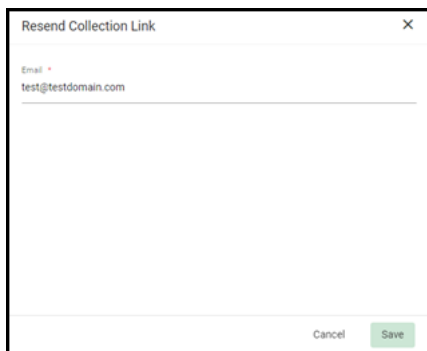 Resend Collection Link
Email *
test@testdomain.com
Cancel Save